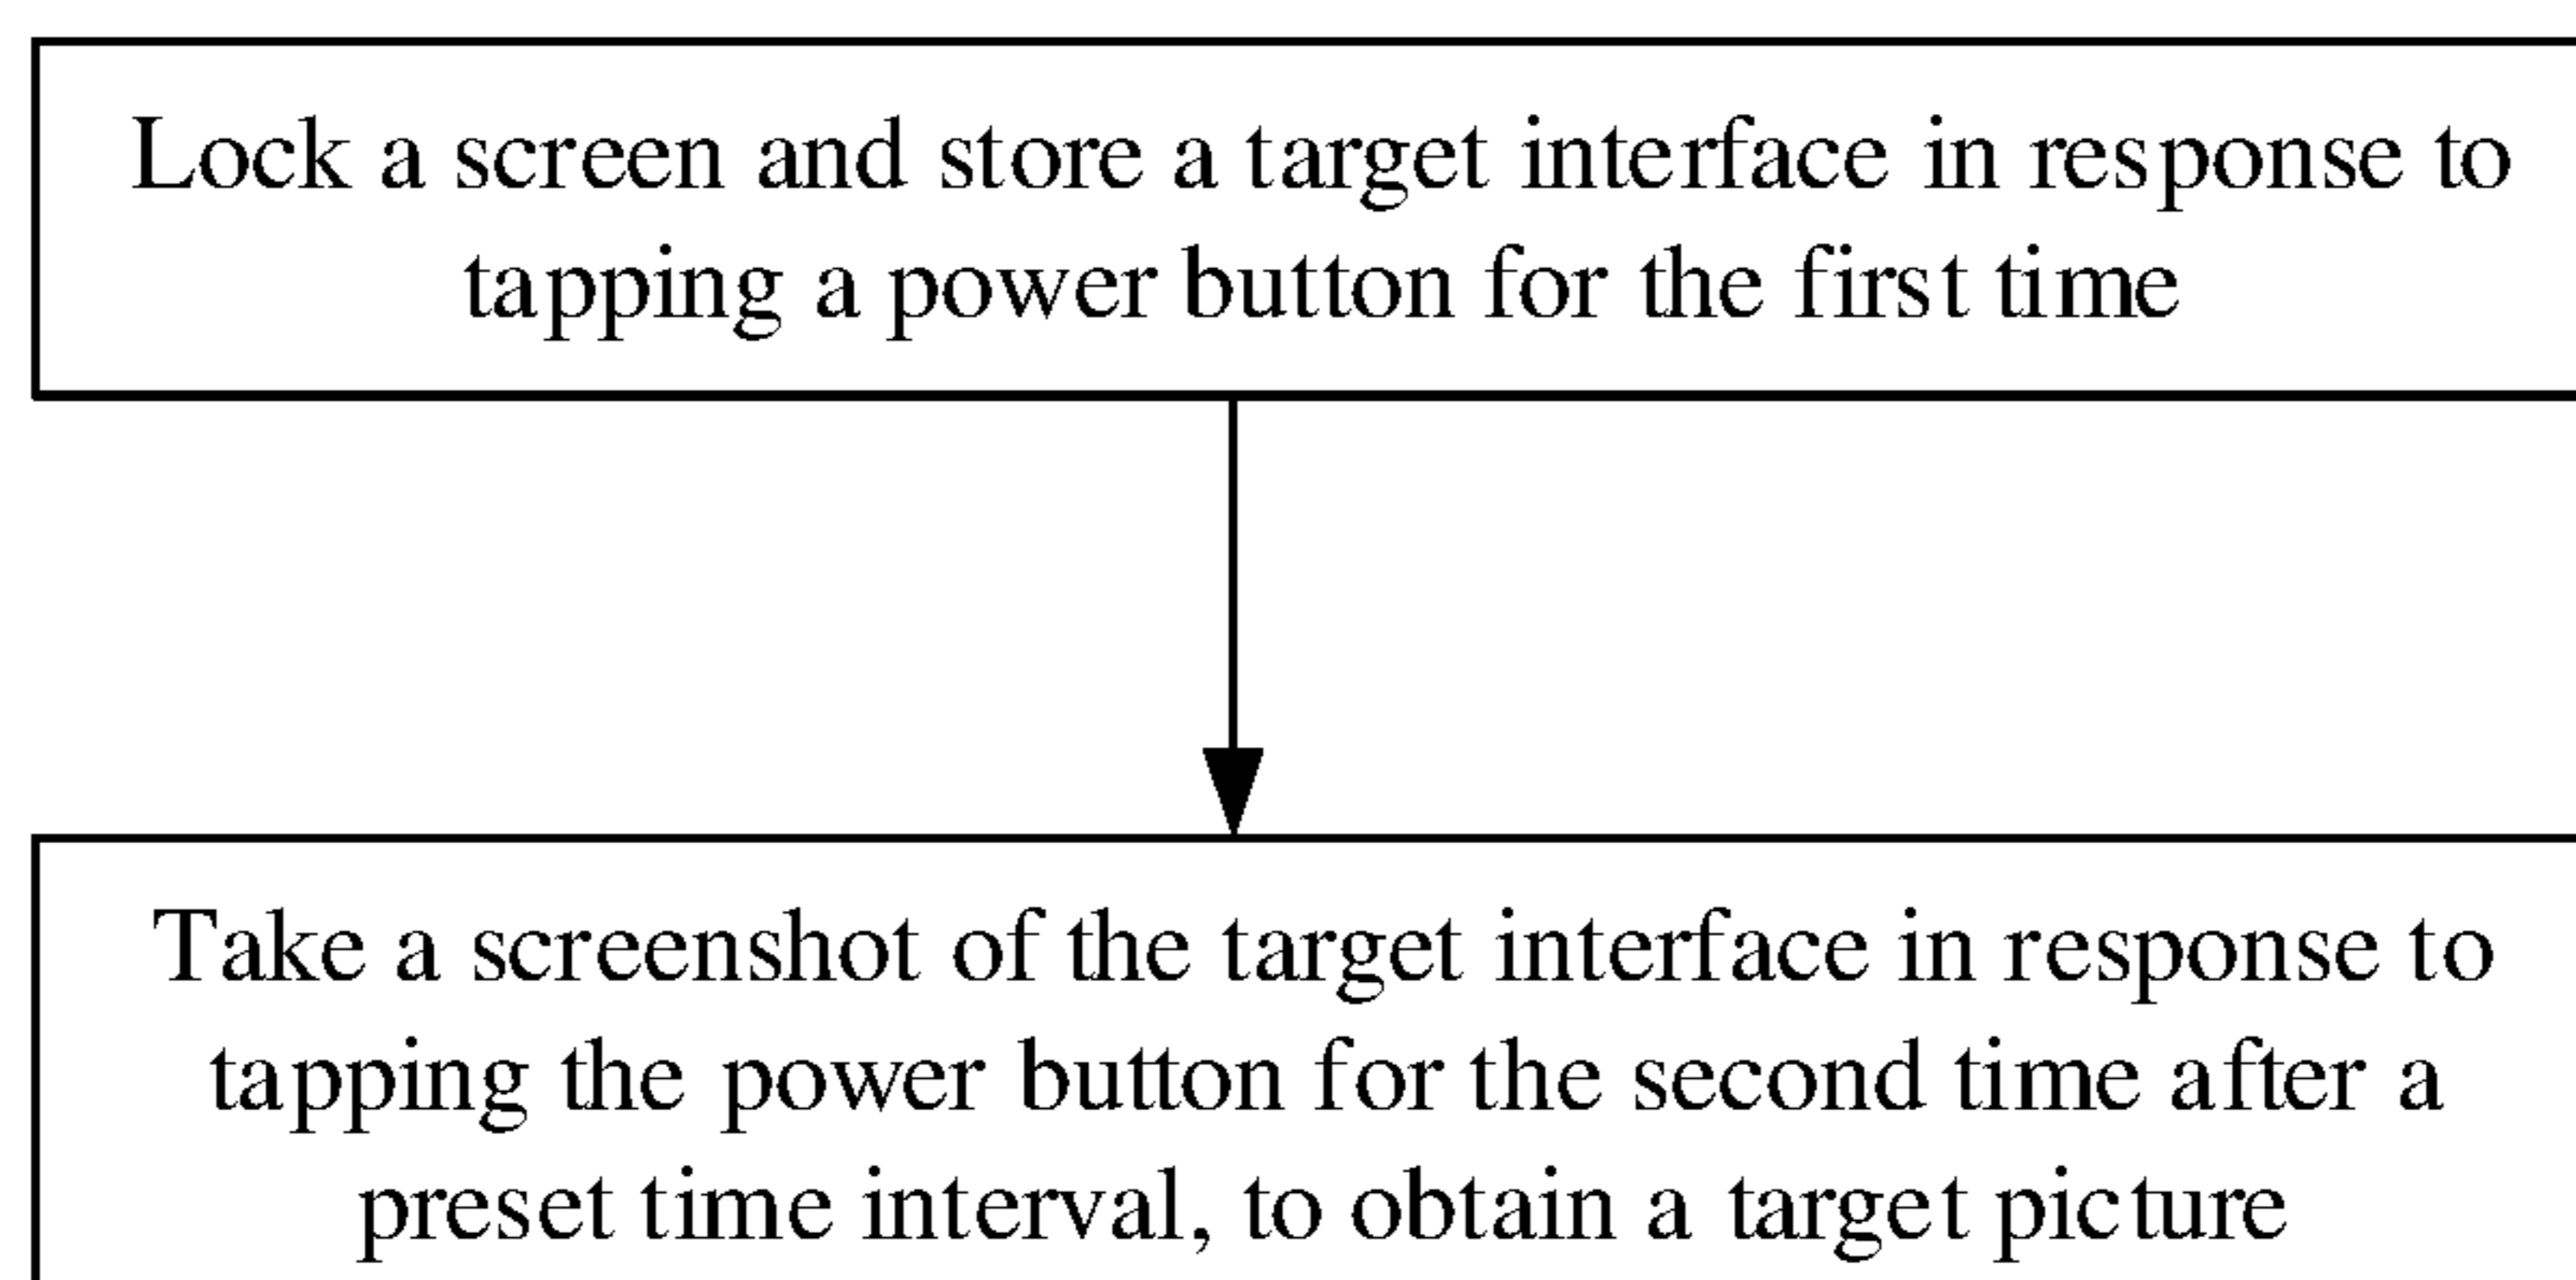 Lock a screen and store a target interface in response to
tapping a power button for the first time
Take a screenshot of the target interface in response to
tapping the power button for the second time after a
preset time interval, to obtain a target picture